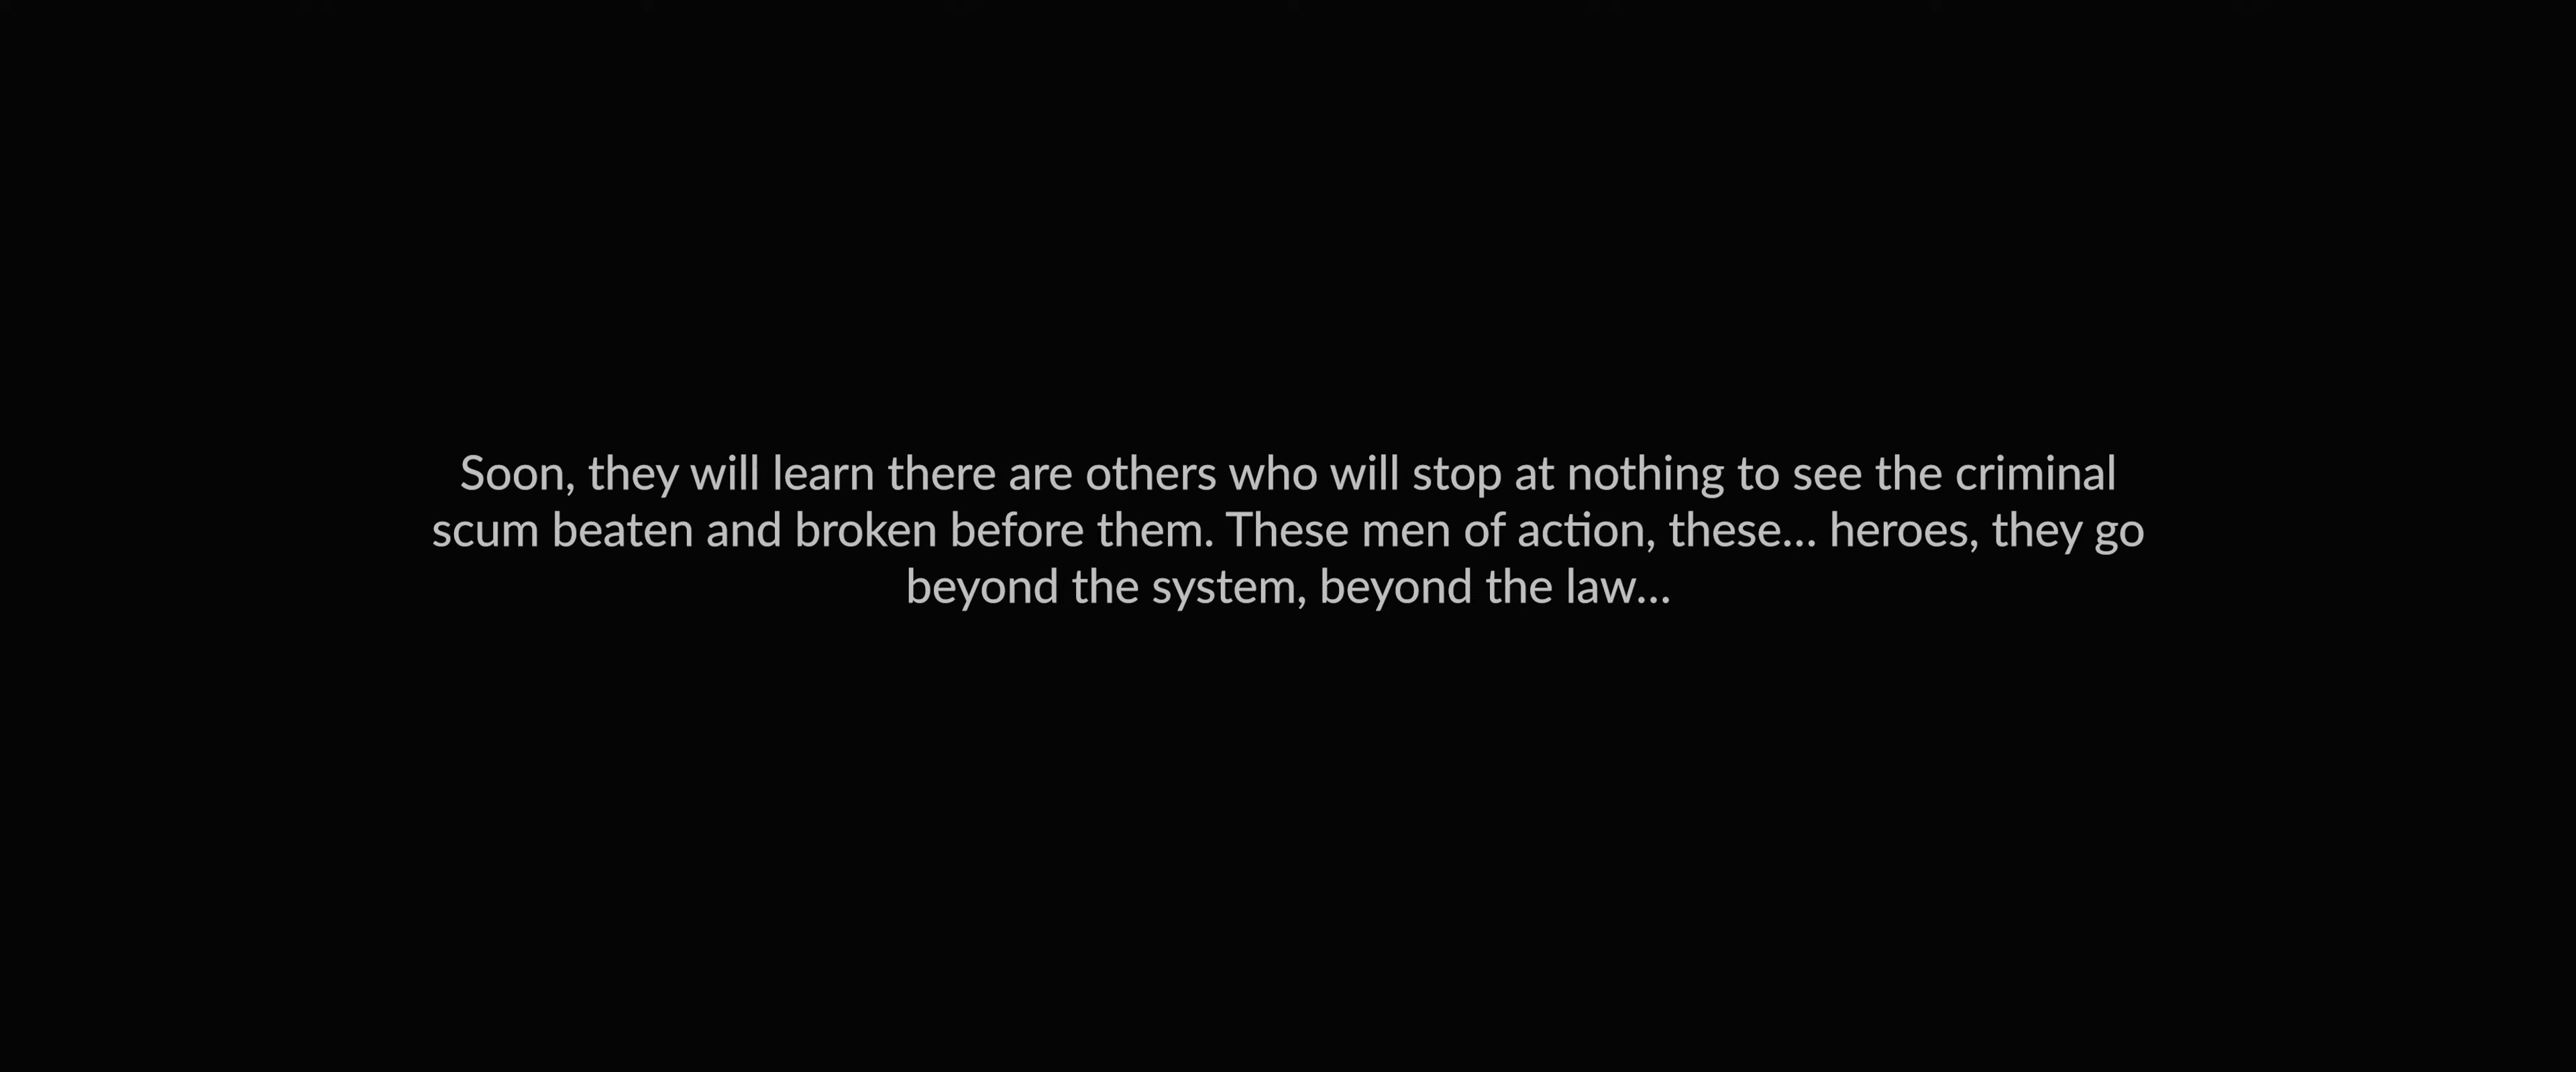 Soon, they will learn there are others who will stop at nothing to see the criminal
scum beaten and broken before them. These men of action, these... heroes, they go
beyond the system, beyond the law...